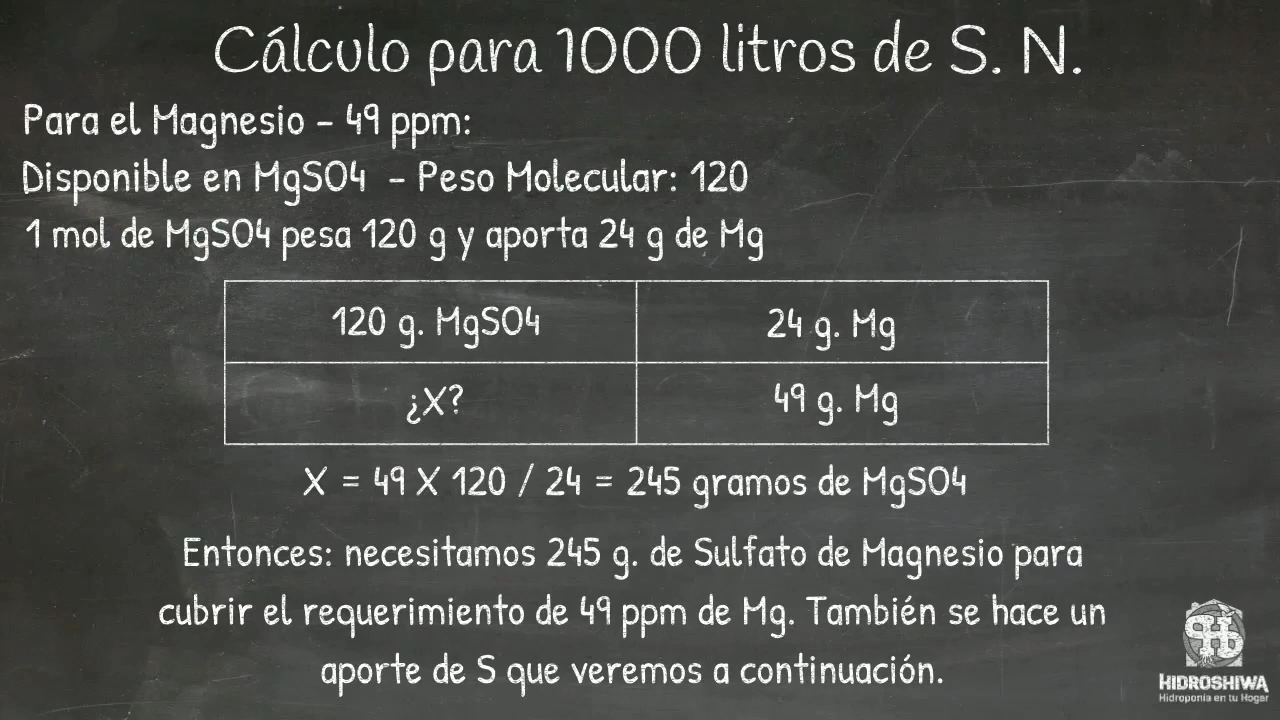 Cálculo para 1000 litros de S. N.
Para el Magnesio - 49 ppm:
Disponible en MgSO4 - Peso Molecular: 120
1 mol de MgSO4 pesa 120 g y aporta 24 g de Mg
120 g. MgSO4
24 g. Mg
¿X?
49 g. Mg
X = 49 X 120 / 24 = 245 gramos de MgSO4
Entonces: necesitamos 245 g. de Sulfato de Magnesio para
cubrir el requerimiento de 49 ppm de Mg. También se hace un
aporte de S que veremos a continuación.
HIDROSHIWA
Hidroponia en tu Hogar